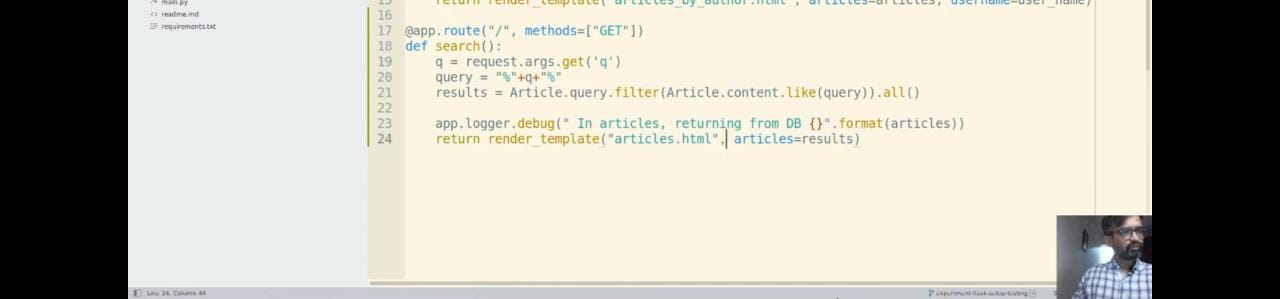 main.py
readme.md
requirements.txt
15 return render_template("articles_by_author.html", articles=articles, username=user_name)
16
17 @app.route("/", methods=["GET"])
18 def search():
19 q = request.args.get('q')
20 query = "%"+q+"%"
21 results = Article.query.filter(Article.content.like(query)).all()
22
23 app.logger.debug(" In articles, returning from DB {}".format(articles))
24 return render_template("articles.html", articles=results)
Line 24, Column 44
experiment-flask-setup-testing